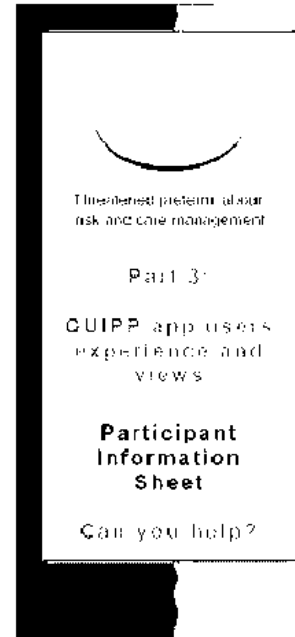 Threatened preterm labour
risk and care management
Part 3:
QUIPP app users
experience and
views
Participant
Information
Sheet
Can you help?